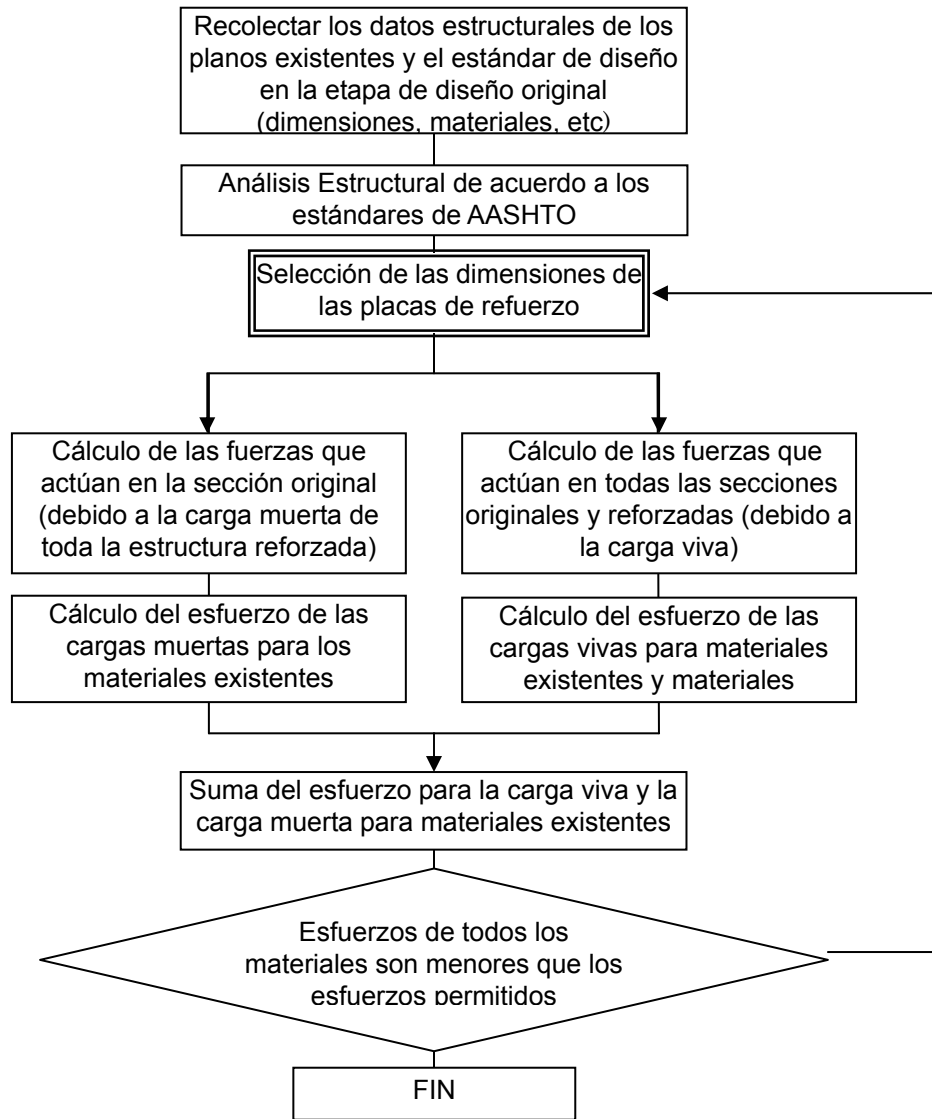 Recolectar los datos estructurales de los
planos existentes y el estándar de diseño
en la etapa de diseño original
(dimensiones, materiales, etc)
Análisis Estructural de acuerdo a los
estándares de AASHTO
Selección de las dimensiones de
las placas de refuerzo
Cálculo de las fuerzas que
actúan en la sección original
(debido a la carga muerta de
toda la estructura reforzada)
Cálculo de las fuerzas que
actúan en todas las secciones
originales y reforzadas (debido a
la carga viva)
Cálculo del esfuerzo de las
cargas muertas para los
materiales existentes
Cálculo del esfuerzo de las
cargas vivas para materiales
existentes y materiales
Suma del esfuerzo para la carga viva y la
carga muerta para materiales existentes
Esfuerzos de todos los
materiales son menores que los
esfuerzos permitidos
FIN